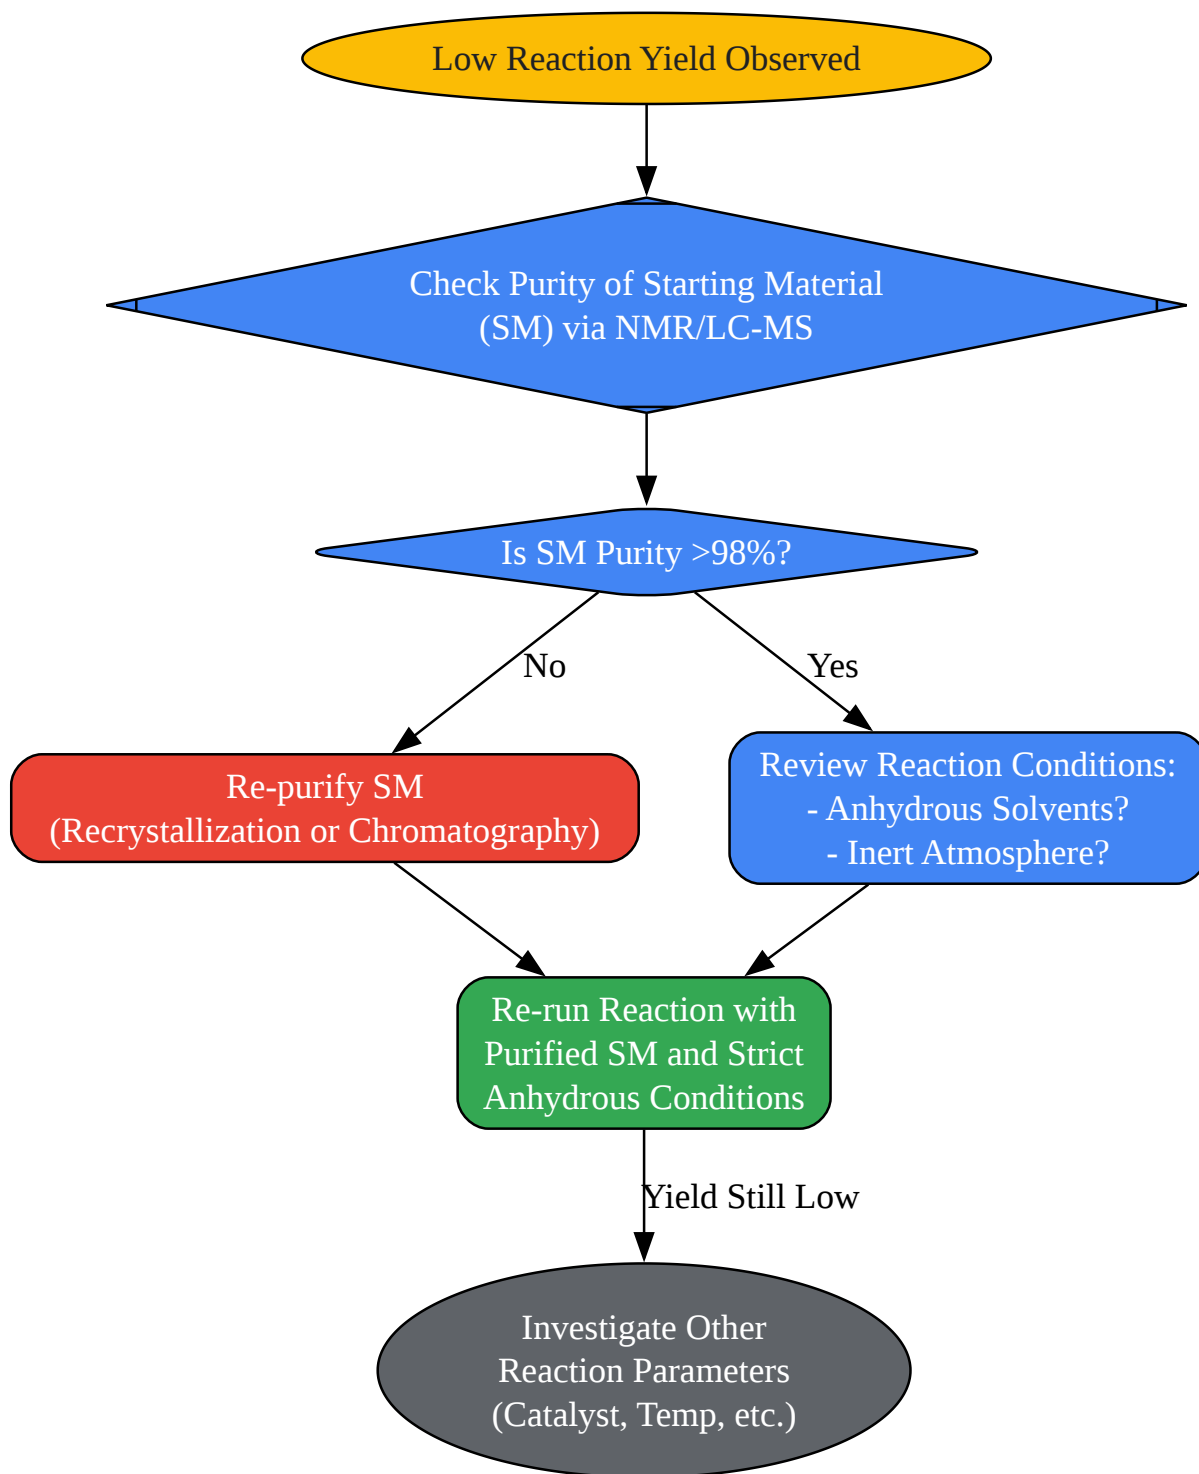 Low Reaction Yield Observed
Check Purity of Starting Material
(SM) via NMR/LC-MS
Is SM Purity >98%?
No
Yes
Re-purify SM
(Recrystallization or Chromatography)
Review Reaction Conditions:
- Anhydrous Solvents?
- Inert Atmosphere?
Re-run Reaction with
Purified SM and Strict
Anhydrous Conditions
Yield Still Low
Investigate Other
Reaction Parameters
(Catalyst, Temp, etc.)